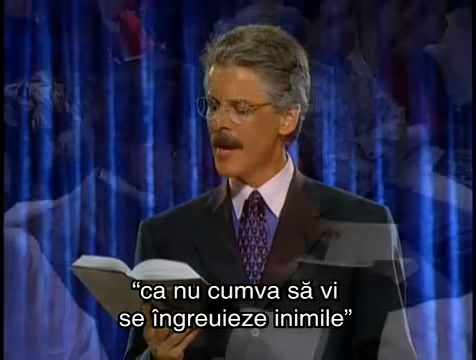 “ca nu cumva să vi
se îngreuieze inimile”